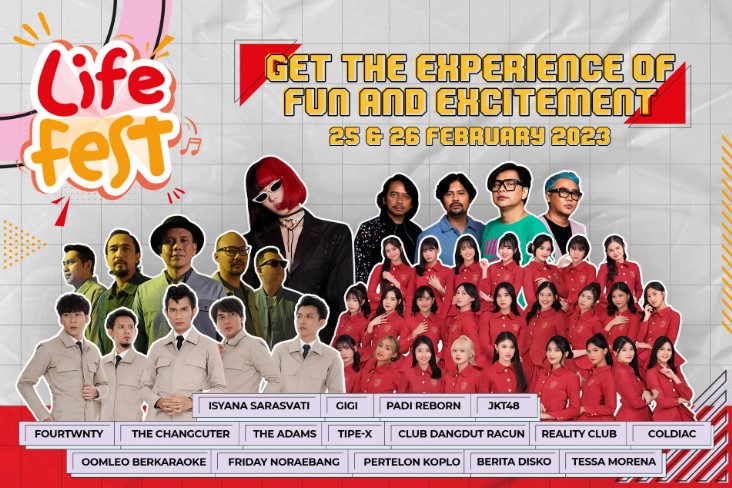 Life
fest
GET THE EXPERIENCE OF
FUN AND EXCITEMENT
25 & 26 FEBRUARY 2023
ISYANA SARASVATI GIGI PADI REBORN JKT48
FOURTWNTY THE CHANGCUTER THE ADAMS TIPE-X CLUB DANGDUT RACUN REALITY CLUB COLDIAC
OOMLEO BERKARAOKE FRIDAY NORAEBANG PERTELON KOPLO BERITA DISKO TESSA MORENA